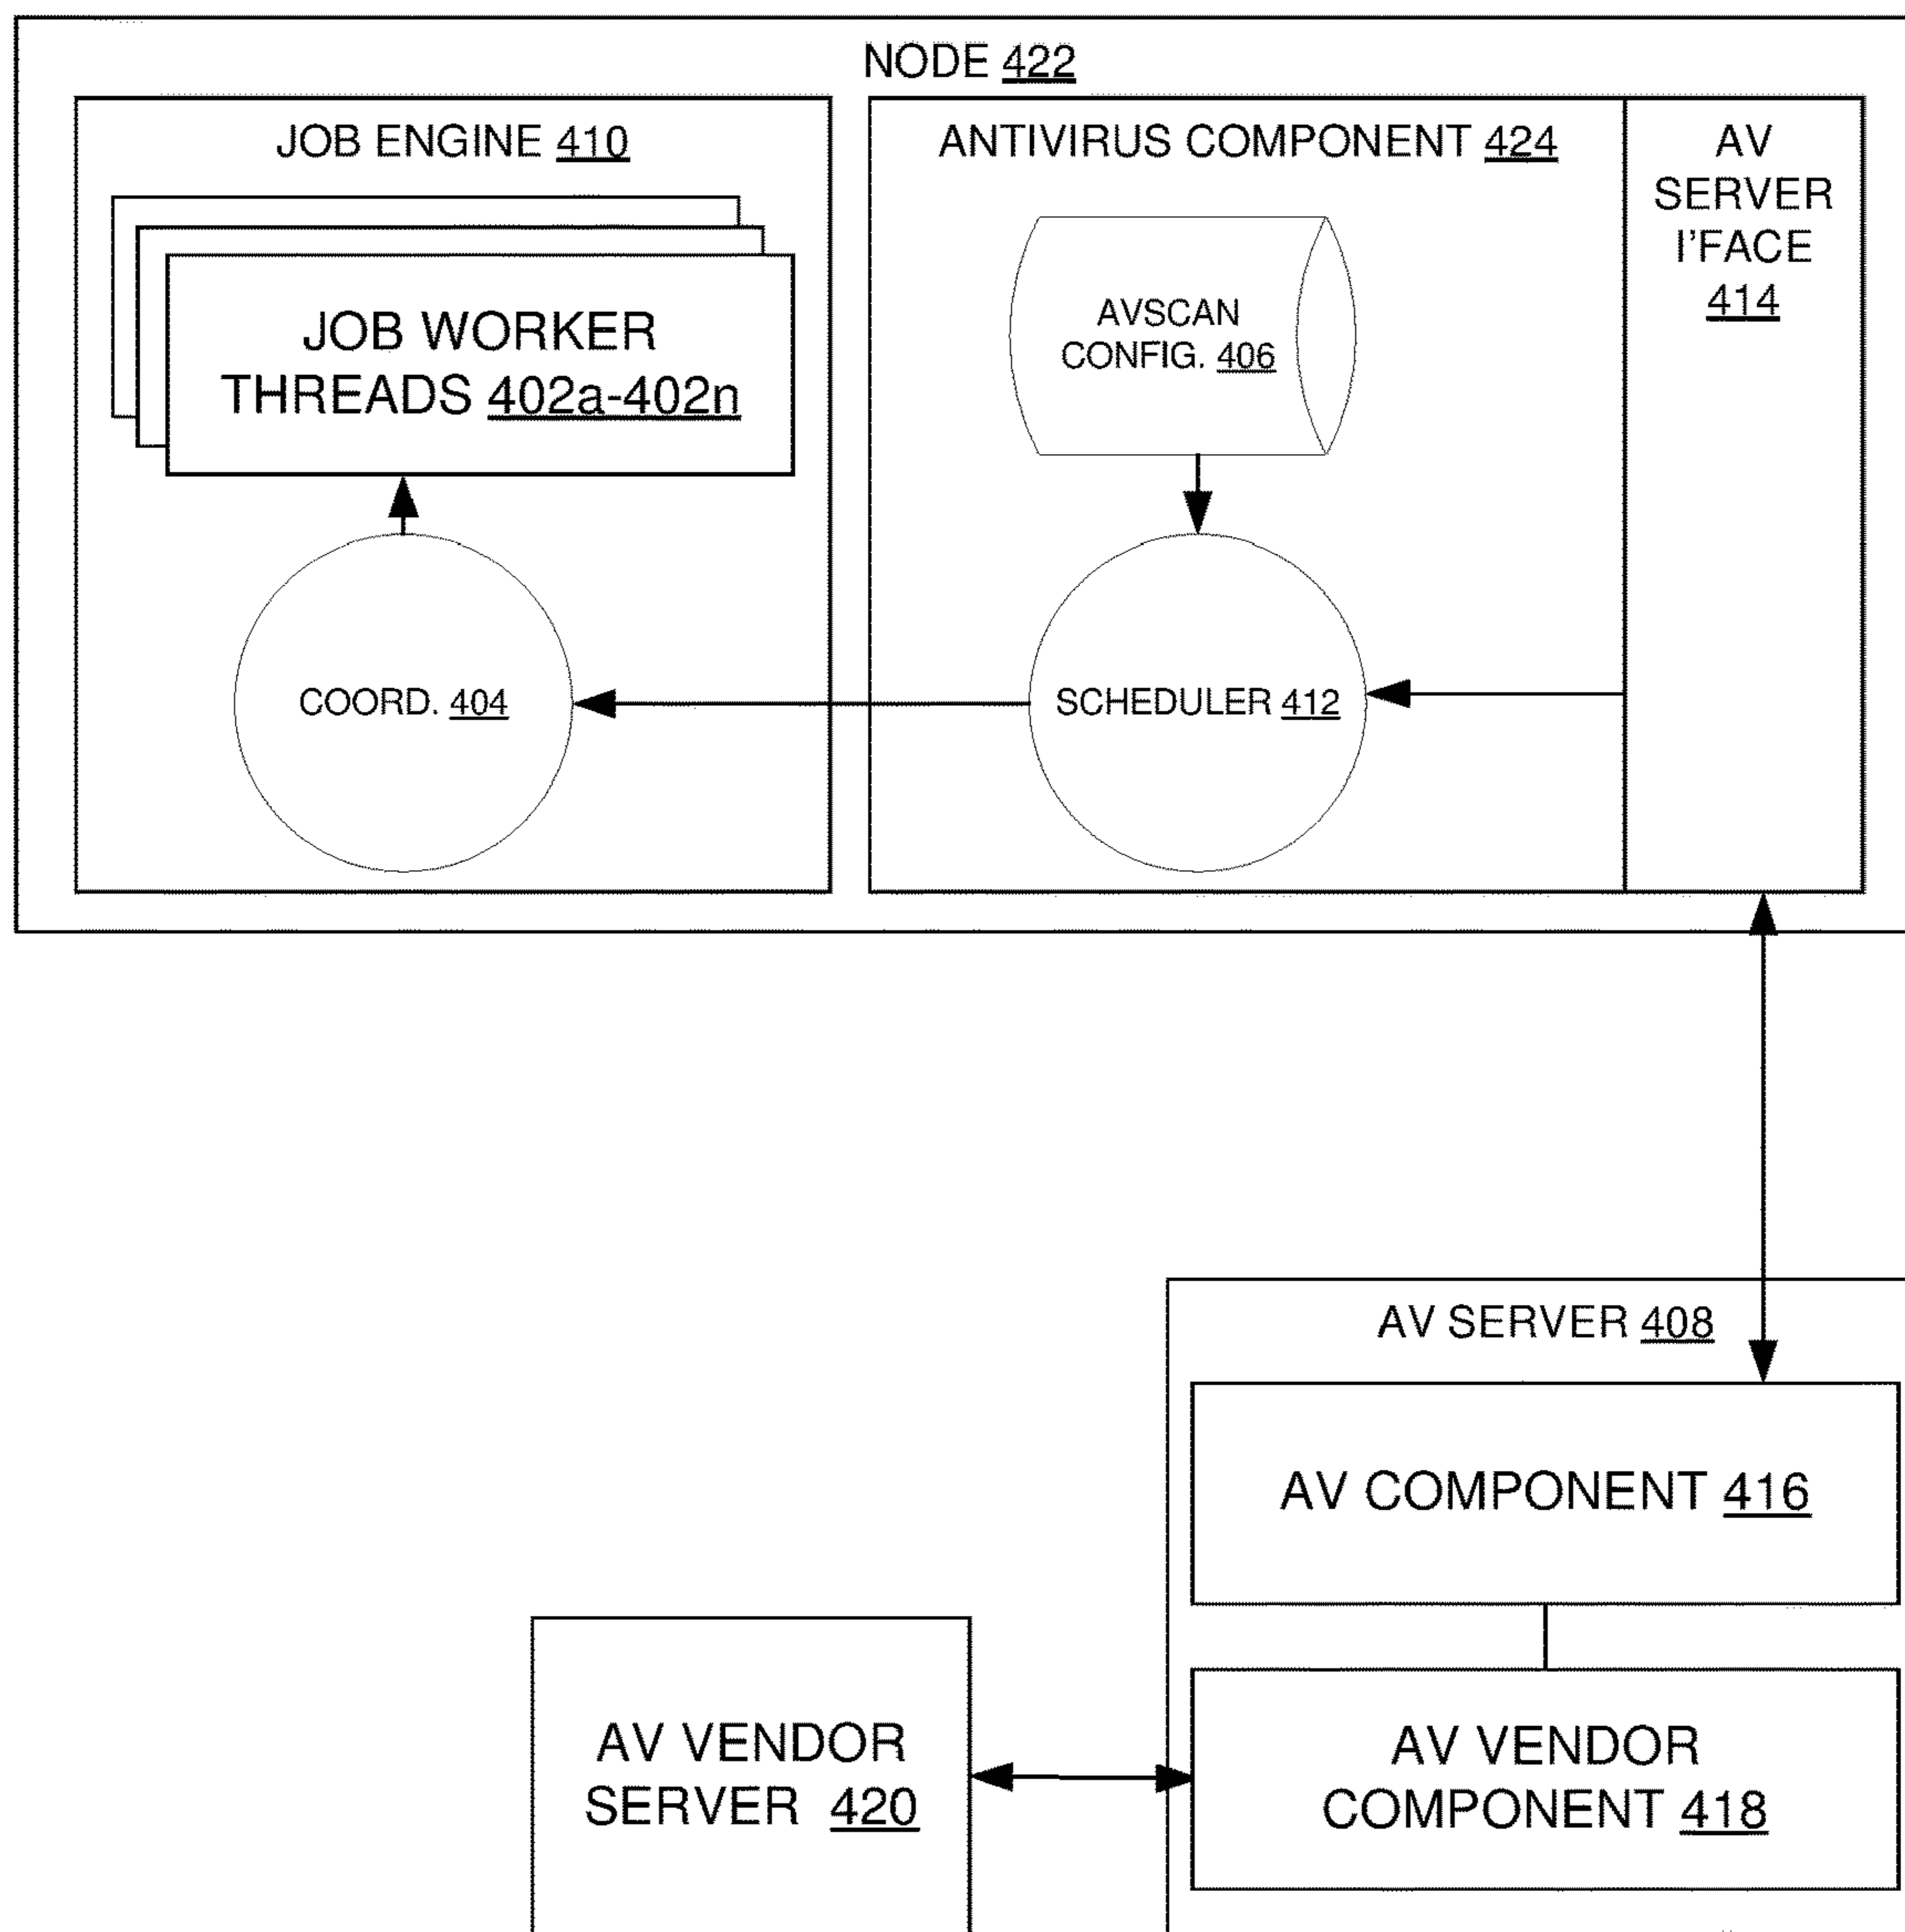 NODE 422
JOB ENGINE 410
JOB WORKER
THREADS 402a-402n
COORD. 404
ANTIVIRUS COMPONENT 424
AVSCAN
CONFIG. 406
SCHEDULER 412
AV
SERVER
I'FACE
414
AV SERVER 408
AV COMPONENT 416
AV VENDOR
COMPONENT 418
AV VENDOR
SERVER 420